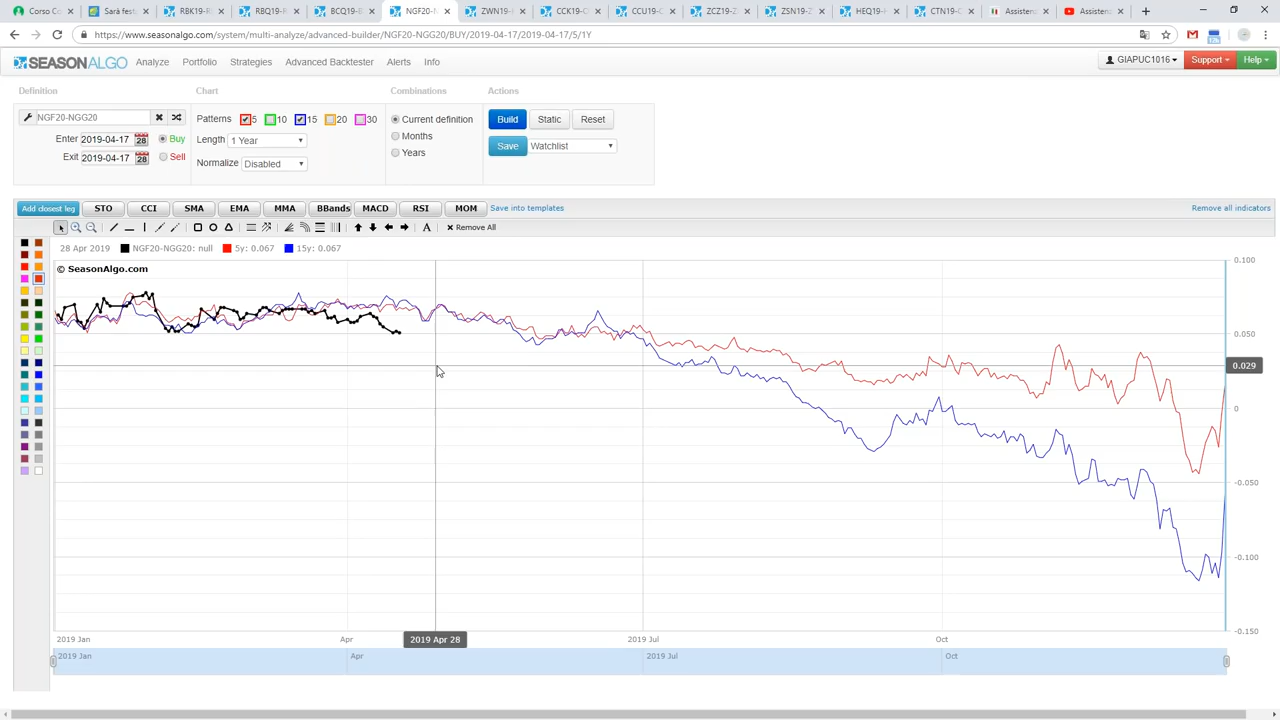 Corso Co
Sarà feste
RBK19-R
RBQ19-R
BCQ19-B
NGF20-N
ZWN19-
CCK19-C
CCU19-C
ZCZ19-Z
ZSN19-Z
HEQ19-H
CTN19-C
Assisten
Assisten
https://www.seasonalgo.com/system/multi-analyze/advanced-builder/NGF20-NGG20/BUY/2019-04-17/2019-04-17/5/1Y
SEASONALGO Analyze Portfolio Strategies Advanced Backtester Alerts Info GIAPUC1016 Support Help
Definition Chart Combinations Actions
NGF20-NGG20 Patterns 5 10 15 20 30 Current definition Build Static Reset
Enter 2019-04-17 28 Buy Length 1 Year Months
Exit 2019-04-17 28 Sell Normalize Disabled Years Save Watchlist
Add closest leg STO CCI SMA EMA MMA BBands MACD RSI MOM Save into templates Remove all indicators
A Remove All
28 Apr 2019 NGF20-NGG20: null 5y: 0.067 15y: 0.067
© SeasonAlgo.com
0.100
0.050
0.029
0
-0.050
-0.100
-0.150
2019 Jan Apr 2019 Apr 28 2019 Jul Oct
2019 Jan Apr 2019 Jul Oct